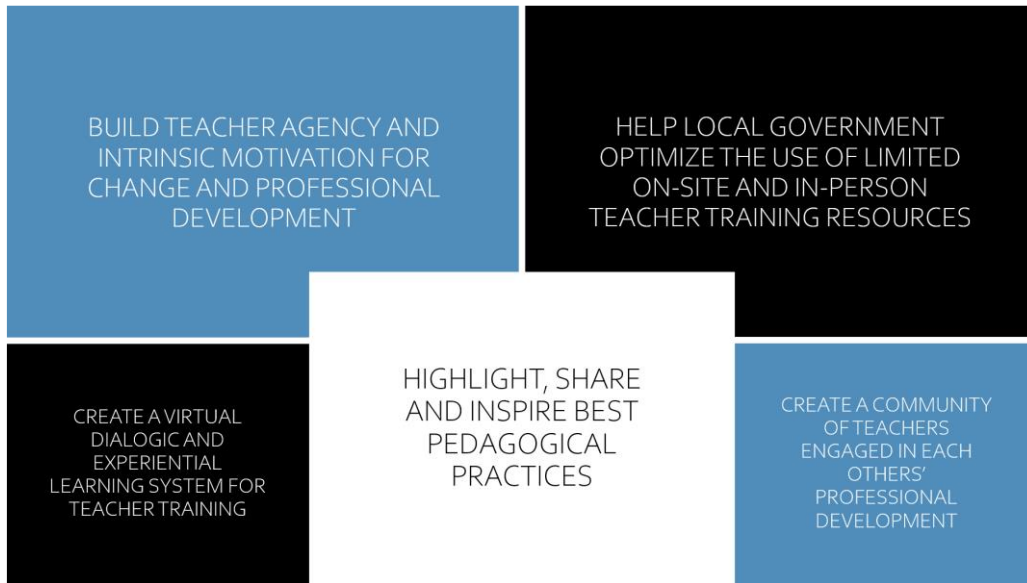 BUILD TEACHER AGENCY AND
INTRINSIC MOTIVATION FOR
CHANGE AND PROFESSIONAL
DEVELOPMENT
HELP LOCAL GOVERNMENT
OPTIMIZE THE USE OF LIMITED
ON-SITE AND IN-PERSON
TEACHER TRAINING RESOURCES
CREATE A VIRTUAL
DIALOGIC AND
EXPERIENTIAL
LEARNING SYSTEM FOR
TEACHER TRAINING
HIGHLIGHT, SHARE
AND INSPIRE BEST
PEDAGOGICAL
PRACTICES
CREATE A COMMUNITY
OF TEACHERS
ENGAGED IN EACH
OTHERS’
PROFESSIONAL
DEVELOPMENT